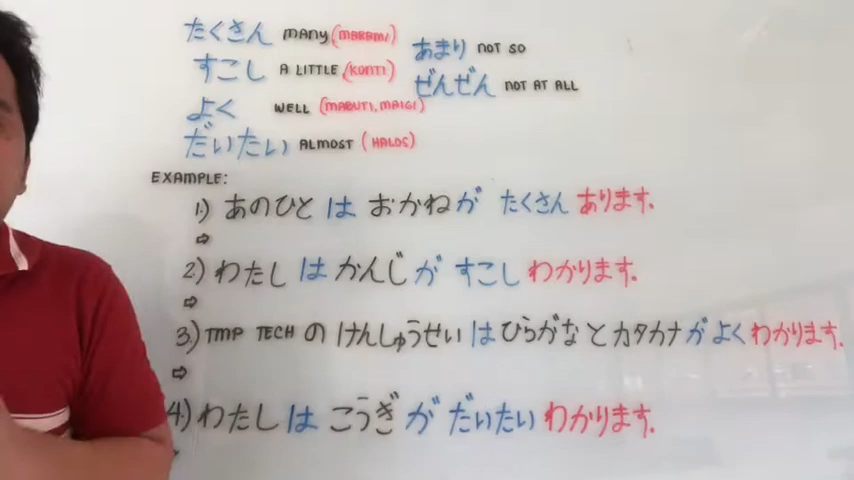 たくさん MANY (MARAMI)
すこし A LITTLE (KONTI)
よく WELL (MABUTI, MAIGI)
だいたい ALMOST (HALOS)
あまり NOT SO
ぜんぜん NOT AT ALL
EXAMPLE:
1.) あのひと は おかね が たくさん あります.
⇨
2.) わたし は かんじ が すこし わかります.
⇨
3.) TMP TECH の けんしゅうせい は ひらがな と カタカナ が よく わかります.
⇨
4.) わたし は こうぎ が だいたい わかります.